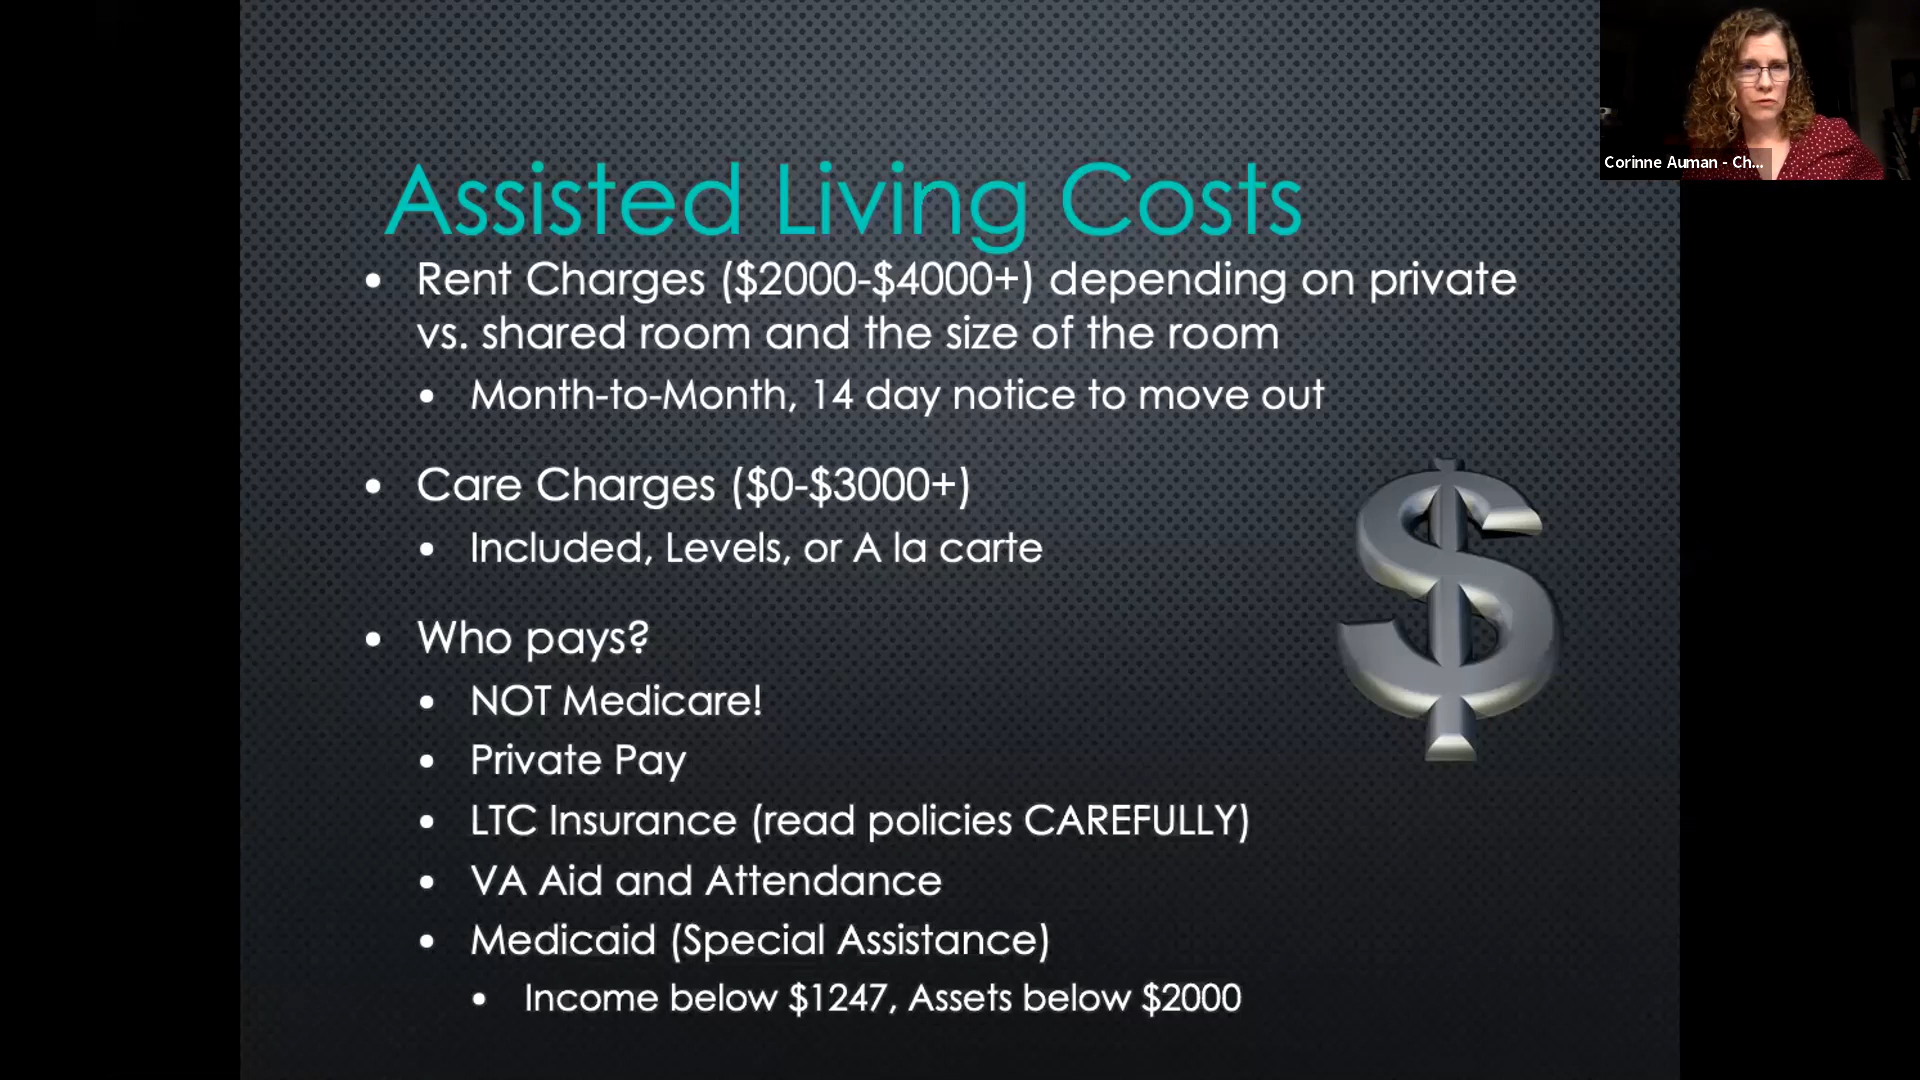 Assisted Living Costs
• Rent Charges ($2000-$4000+) depending on private
vs. shared room and the size of the room
• Month-to-Month, 14 day notice to move out
• Care Charges ($0-$3000+)
• Included, Levels, or A la carte
• Who pays?
• NOT Medicare!
• Private Pay
• LTC Insurance (read policies CAREFULLY)
• VA Aid and Attendance
• Medicaid (Special Assistance)
• Income below $1247, Assets below $2000
$
Corinne Auman - Ch...